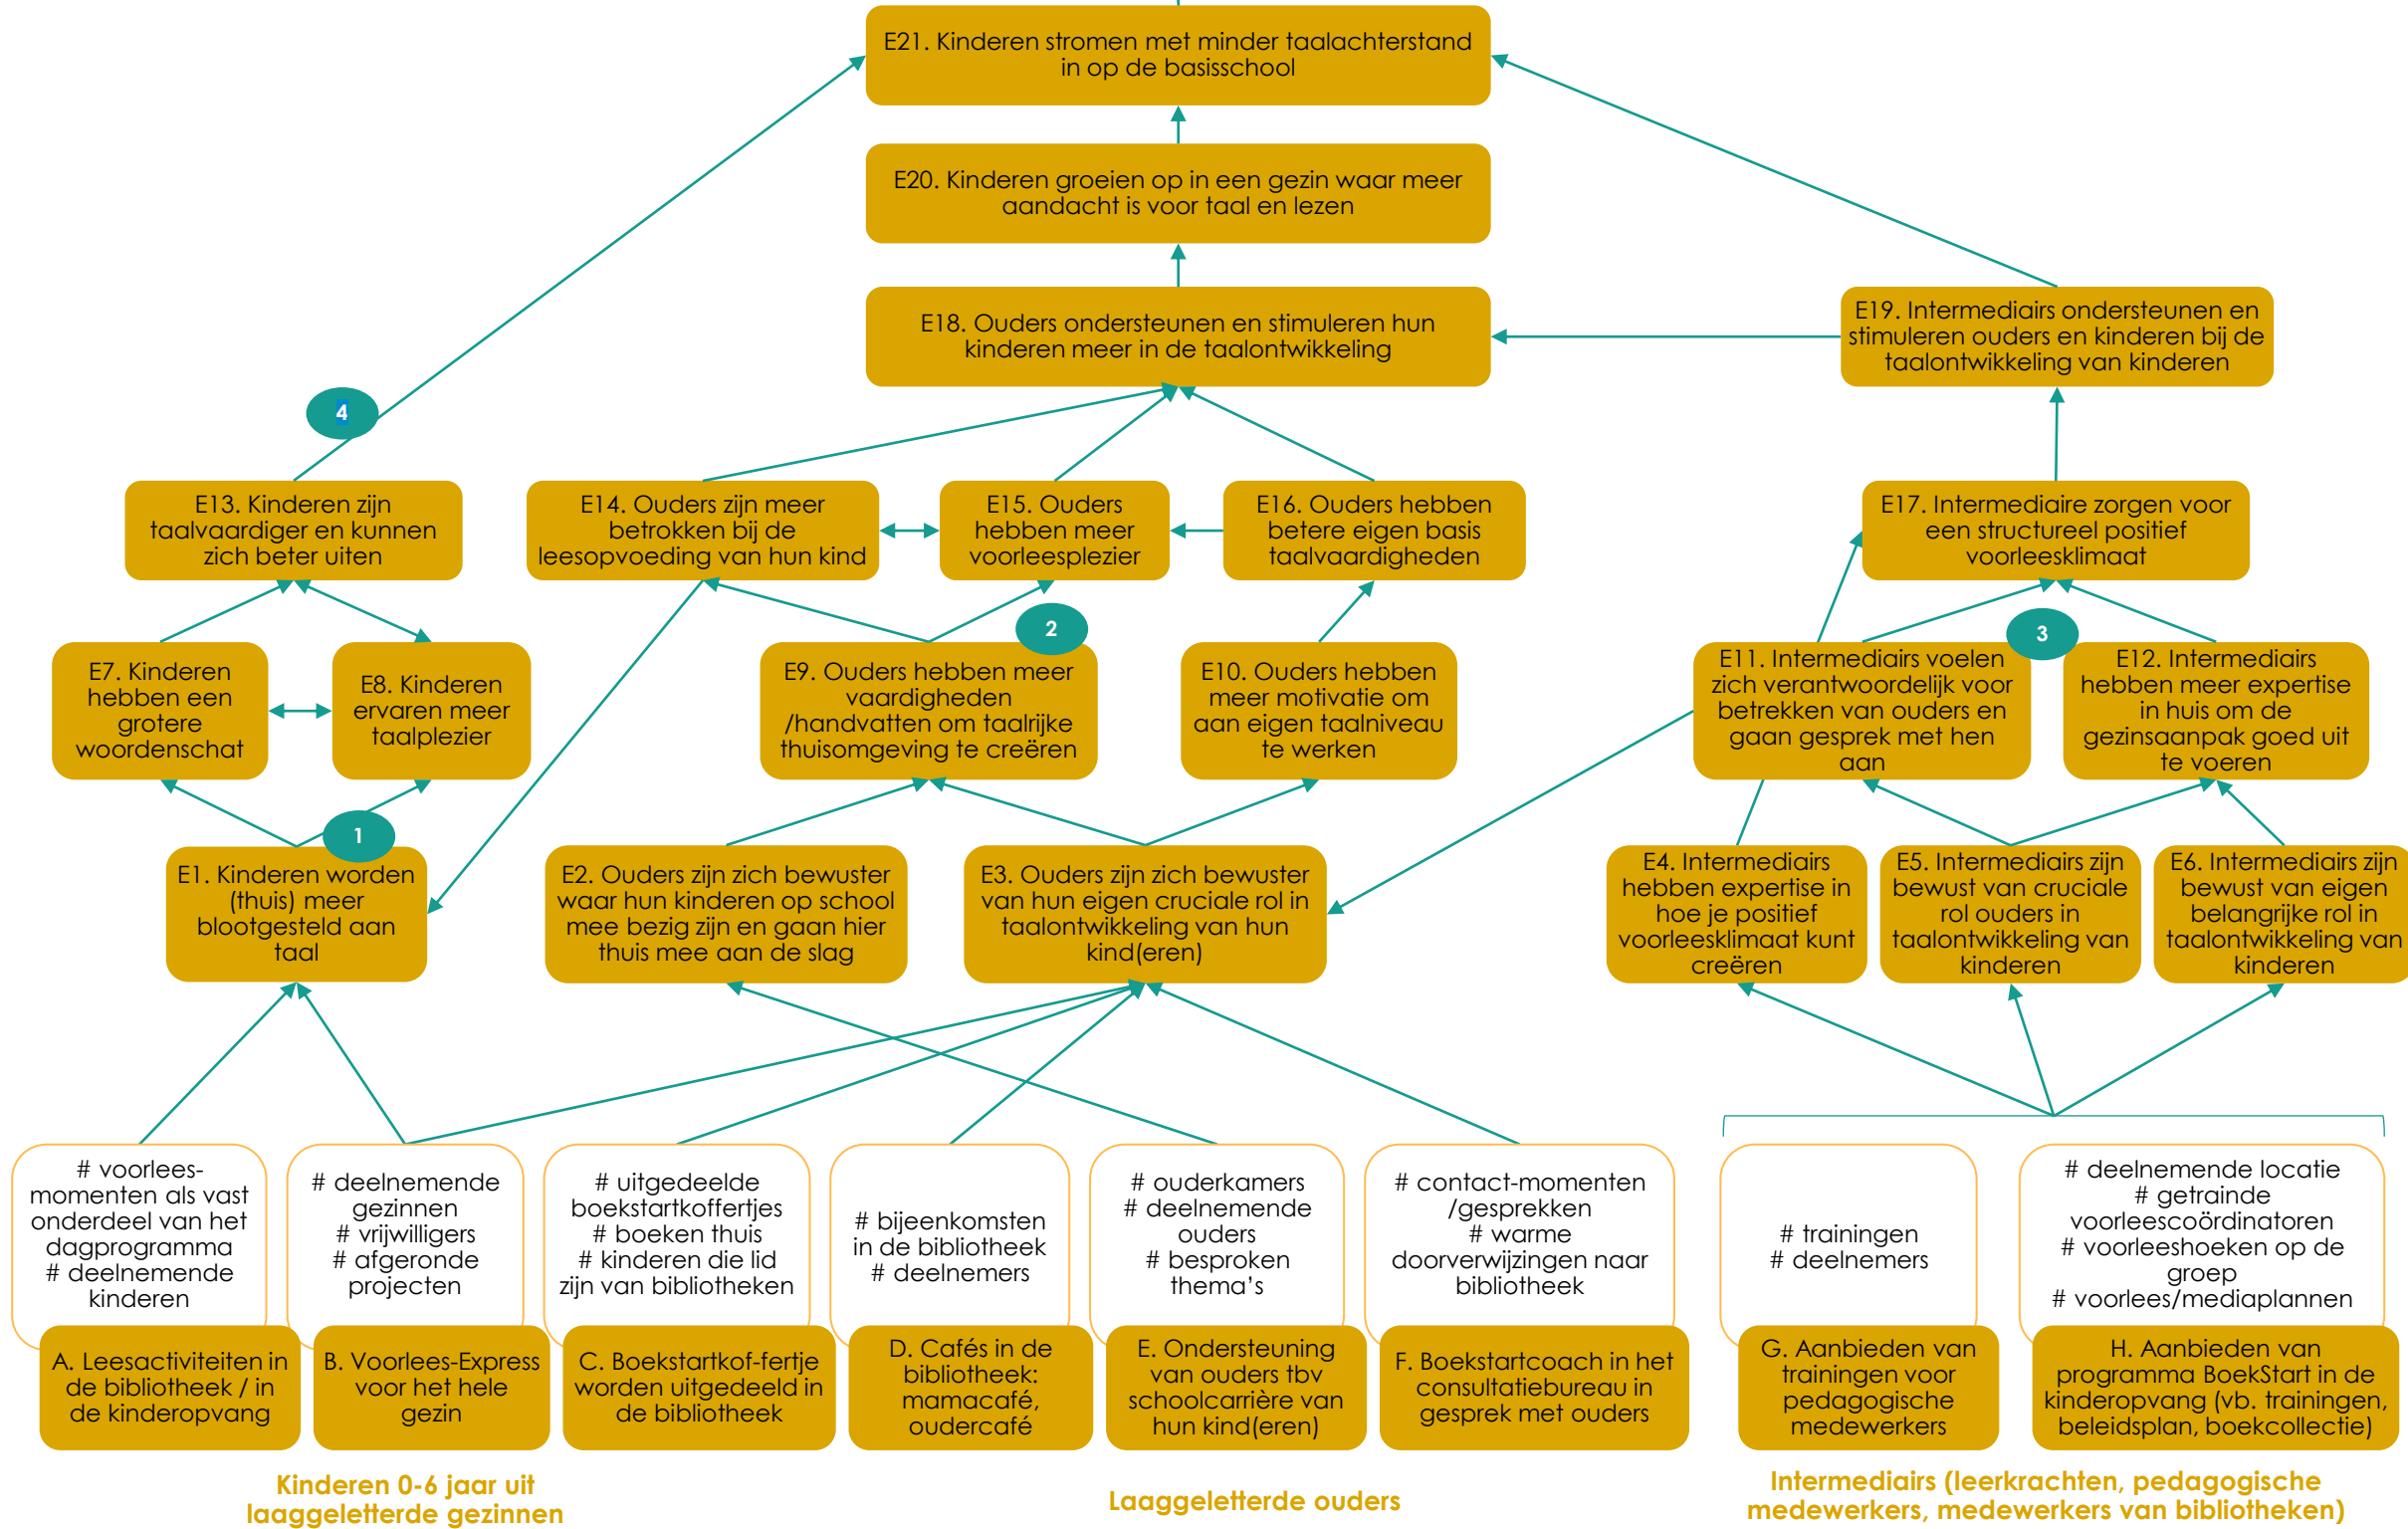 E21. Kinderen stromen met minder taalachterstand
in op de basisschool
E20. Kinderen groeien op in een gezin waar meer
aandacht is voor taal en lezen
E18. Ouders ondersteunen en stimuleren hun
kinderen meer in de taalontwikkeling
E19. Intermediairs ondersteunen en
stimuleren ouders en kinderen bij de
taalontwikkeling van kinderen
4
E13. Kinderen zijn
taalvaardiger en kunnen
zich beter uiten
E14. Ouders zijn meer
betrokken bij de
leesopvoeding van hun kind
E15. Ouders
hebben meer
voorleesplezier
E16. Ouders hebben
betere eigen basis
taalvaardigheden
E17. Intermediaire zorgen voor
een structureel positief
voorleesklimaat
2
3
E7. Kinderen
hebben een
grotere
woordenschat
E8. Kinderen
ervaren meer
taalplezier
E9. Ouders hebben meer
vaardigheden
/handvatten om taalrijke
thuisomgeving te creëren
E10. Ouders hebben
meer motivatie om
aan eigen taalniveau
te werken
E11. Intermediairs voelen
zich verantwoordelijk voor
betrekken van ouders en
gaan gesprek met hen
aan
E12. Intermediairs
hebben meer expertise
in huis om de
gezinsaanpak goed uit
te voeren
1
E1. Kinderen worden
(thuis) meer
blootgesteld aan
taal
E2. Ouders zijn zich bewuster
waar hun kinderen op school
mee bezig zijn en gaan hier
thuis mee aan de slag
E3. Ouders zijn zich bewuster
van hun eigen cruciale rol in
taalontwikkeling van hun
kind(eren)
E4. Intermediairs
hebben expertise in
hoe je positief
voorleesklimaat kunt
creëren
E5. Intermediairs zijn
bewust van cruciale
rol ouders in
taalontwikkeling van
kinderen
E6. Intermediairs zijn
bewust van eigen
belangrijke rol in
taalontwikkeling van
kinderen
# voorlees-
momenten als vast
onderdeel van het
dagprogramma
# deelnemende
kinderen
# deelnemende
gezinnen
# vrijwilligers
# afgeronde
projecten
# uitgedeelde
boekstartkoffertjes
# boeken thuis
# kinderen die lid
zijn van bibliotheken
# bijeenkomsten
in de bibliotheek
# deelnemers
# ouderkamers
# deelnemende
ouders
# besproken
thema's
# contact-momenten
/gesprekken
# warme
doorverwijzingen naar
bibliotheek
# trainingen
# deelnemers
# deelnemende locatie
# getrainde
voorleescoördinatoren
# voorleeshoeken op de
groep
# voorlees/mediaplannen
A. Leesactiviteiten in
de bibliotheek / in
de kinderopvang
B. Voorlees-Express
voor het hele
gezin
C. Boekstartkof-fertje
worden uitgedeeld in
de bibliotheek
D. Cafés in de
bibliotheek:
mamacafé,
oudercafé
E. Ondersteuning
van ouders tbv
schoolcarrière van
hun kind(eren)
F. Boekstartcoach in het
consultatiebureau in
gesprek met ouders
G. Aanbieden van
trainingen voor
pedagogische
medewerkers
H. Aanbieden van
programma BoekStart in de
kinderopvang (vb. trainingen,
beleidsplan, boekcollectie)
Kinderen 0-6 jaar uit
laaggeletterde gezinnen
Laaggeletterde ouders
Intermediairs (leerkrachten, pedagogische
medewerkers, medewerkers van bibliotheken)